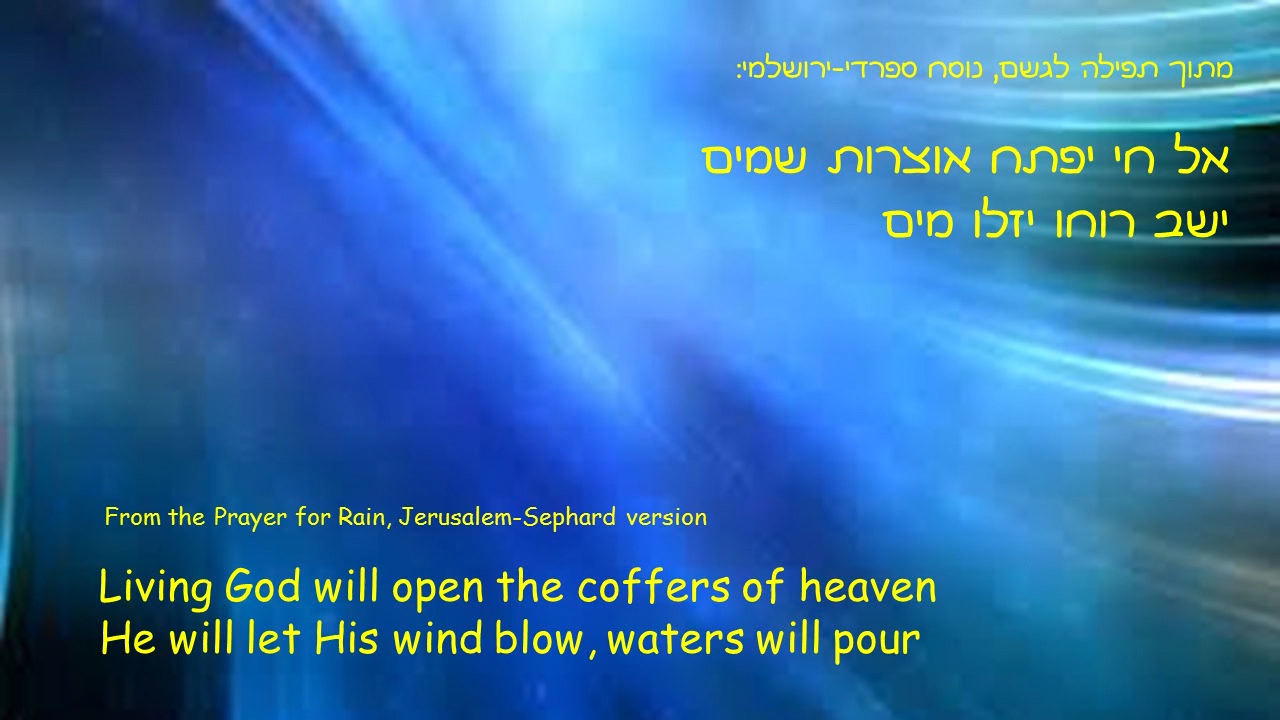 מתוך תפילה לגשם, נוסח ספרדי-ירושלמי:
אל חי יפתח אוצרות שמים
ישב רוחו יזלו מים
From the Prayer for Rain, Jerusalem-Sephard version
Living God will open the coffers of heaven
He will let His wind blow, waters will pour